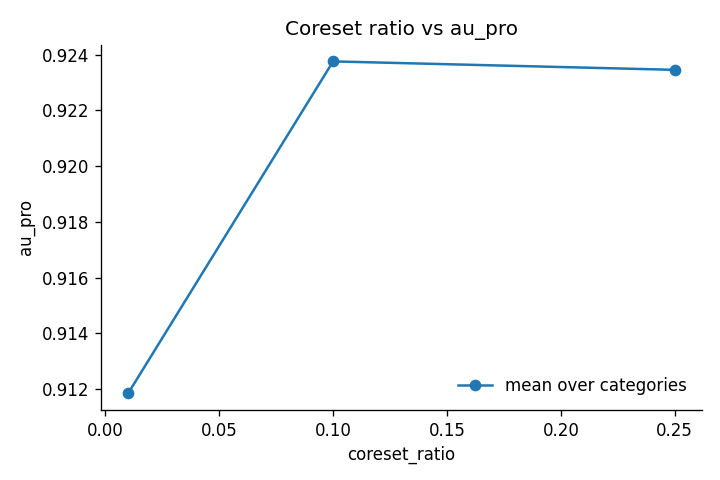 Coreset ratio vs au_pro
0.924
0.922
0.920
0.918
0.916
0.914
0.912
au_pro
mean over categories
0.00 0.05 0.10 0.15 0.20 0.25
coreset_ratio